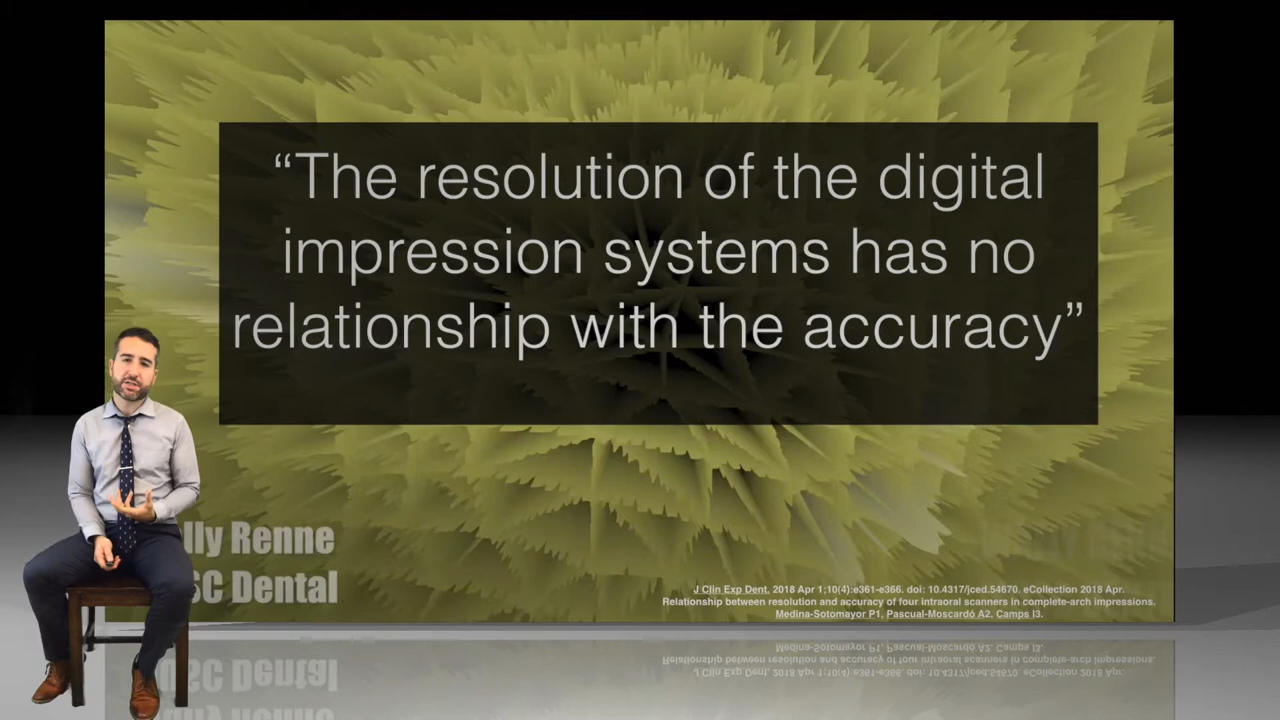 “The resolution of the digital
impression systems has no
relationship with the accuracy”
lly Renne
SC Dental
J Clin Exp Dent. 2018 Apr 1;10(4):e361-e366. doi: 10.4317/jced.54670. eCollection 2018 Apr.
Relationship between resolution and accuracy of four intraoral scanners in complete-arch impressions.
Medina-Sotomayor P1, Pascual-Moscardó A2, Camps I3.